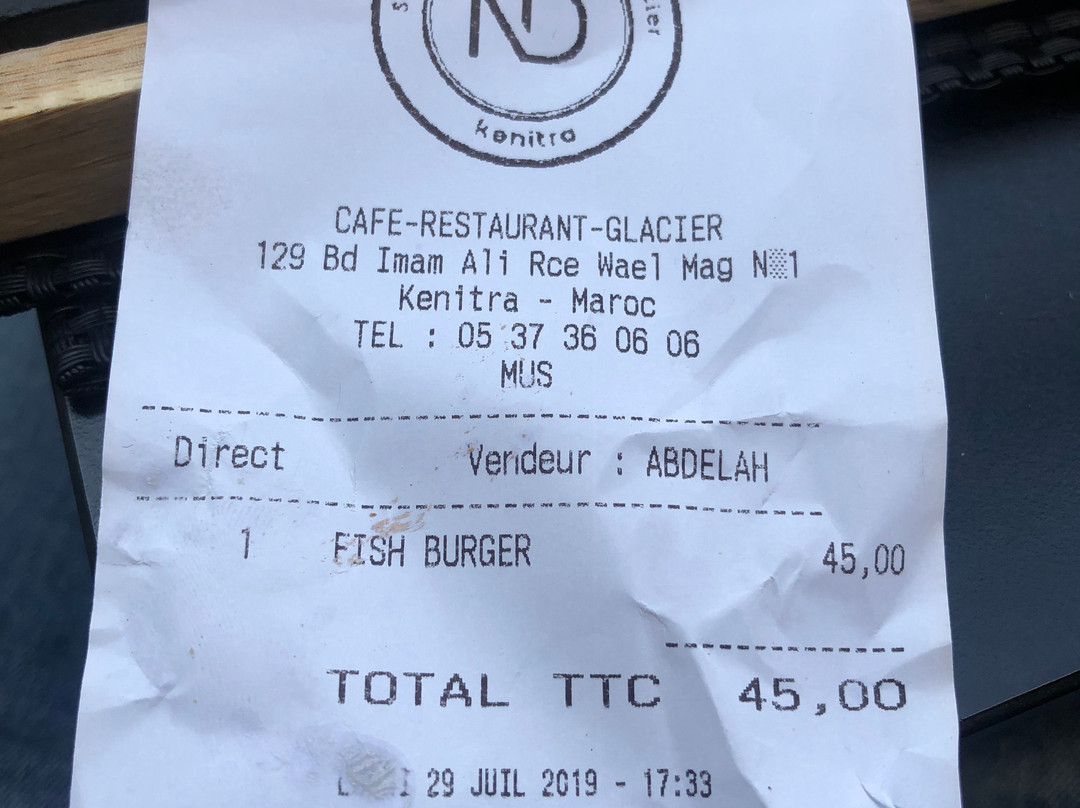 kenitra
CAFE-RESTAURANT-GLACIER
129 Bd Imam Ali Rce Wael Mag N▒1
Kenitra - Maroc
TEL : 05 37 36 06 06
MUS
Direct Vendeur : ABDELAH
1 FISH BURGER 45,00
TOTAL TTC 45,00
29 JUIL 2019 - 17:33